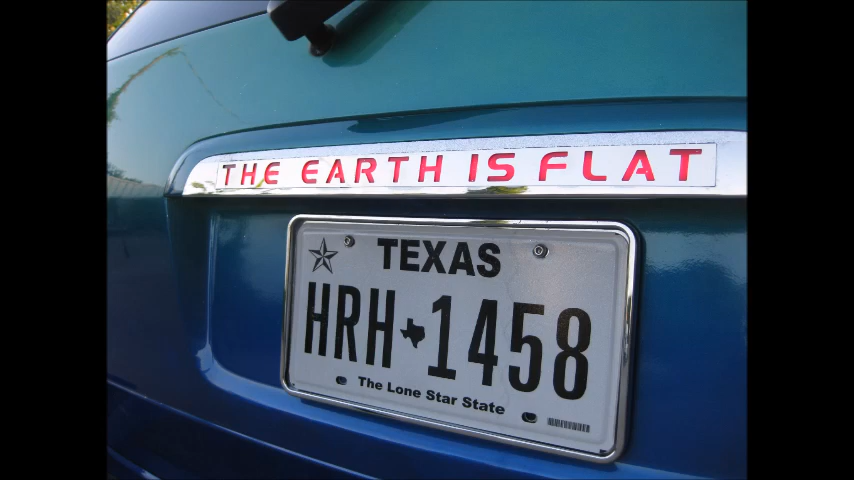 THE EARTH IS FLAT
TEXAS
HRH 1458
The Lone Star State